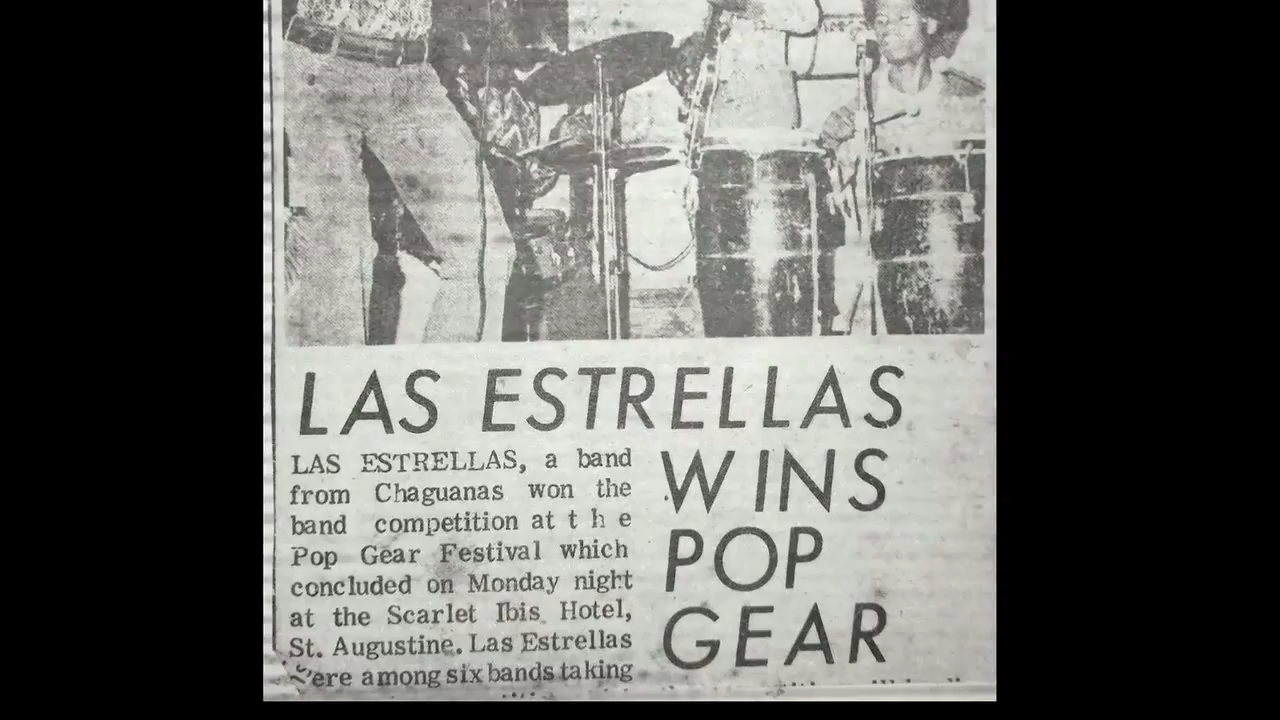 LAS ESTRELLAS
WINS
POP
GEAR
LAS ESTRELLAS, a band
from Chaguanas won the
band competition at t h e
Pop Gear Festival which
concluded on Monday night
at the Scarlet Ibis Hotel,
St. Augustine. Las Estrellas
were among six bands taking